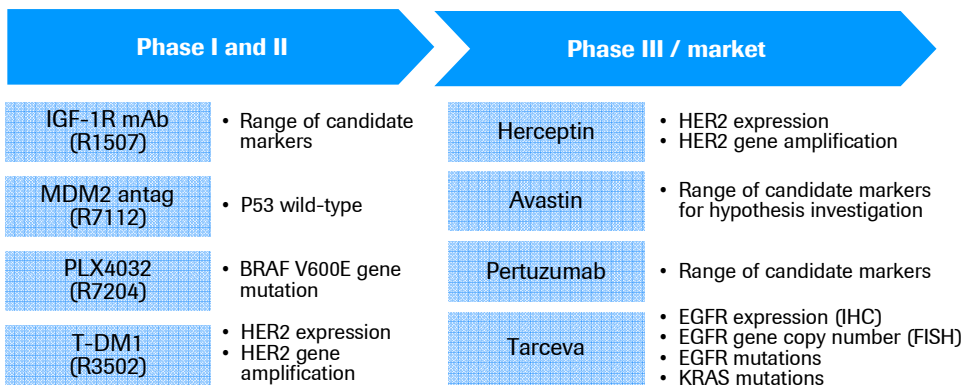 Phase I and II
Phase III / market
IGF-1R mAb
(R1507)
• Range of candidate
markers
MDM2 antag
(R7112)
• P53 wild-type
PLX4032
(R7204)
• BRAF V600E gene
mutation
T-DM1
(R3502)
• HER2 expression
• HER2 gene
amplification
Herceptin
• HER2 expression
• HER2 gene amplification
Avastin
• Range of candidate markers
for hypothesis investigation
Pertuzumab
• Range of candidate markers
Tarceva
• EGFR expression (IHC)
• EGFR gene copy number (FISH)
• EGFR mutations
• KRAS mutations